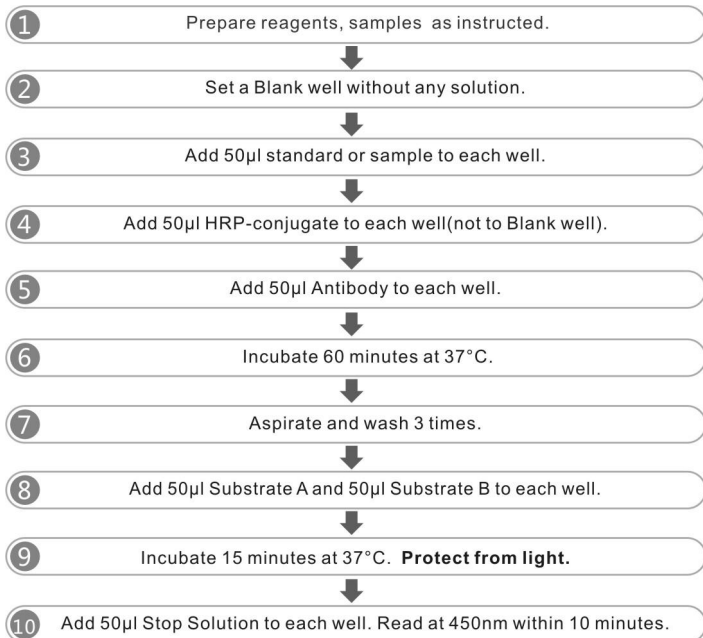 1 Prepare reagents, samples as instructed.
2 Set a Blank well without any solution.
3 Add 50μl standard or sample to each well.
4 Add 50μl HRP-conjugate to each well(not to Blank well).
5 Add 50μl Antibody to each well.
6 Incubate 60 minutes at 37°C.
7 Aspirate and wash 3 times.
8 Add 50μl Substrate A and 50μl Substrate B to each well.
9 Incubate 15 minutes at 37°C. Protect from light.
10 Add 50μl Stop Solution to each well. Read at 450nm within 10 minutes.